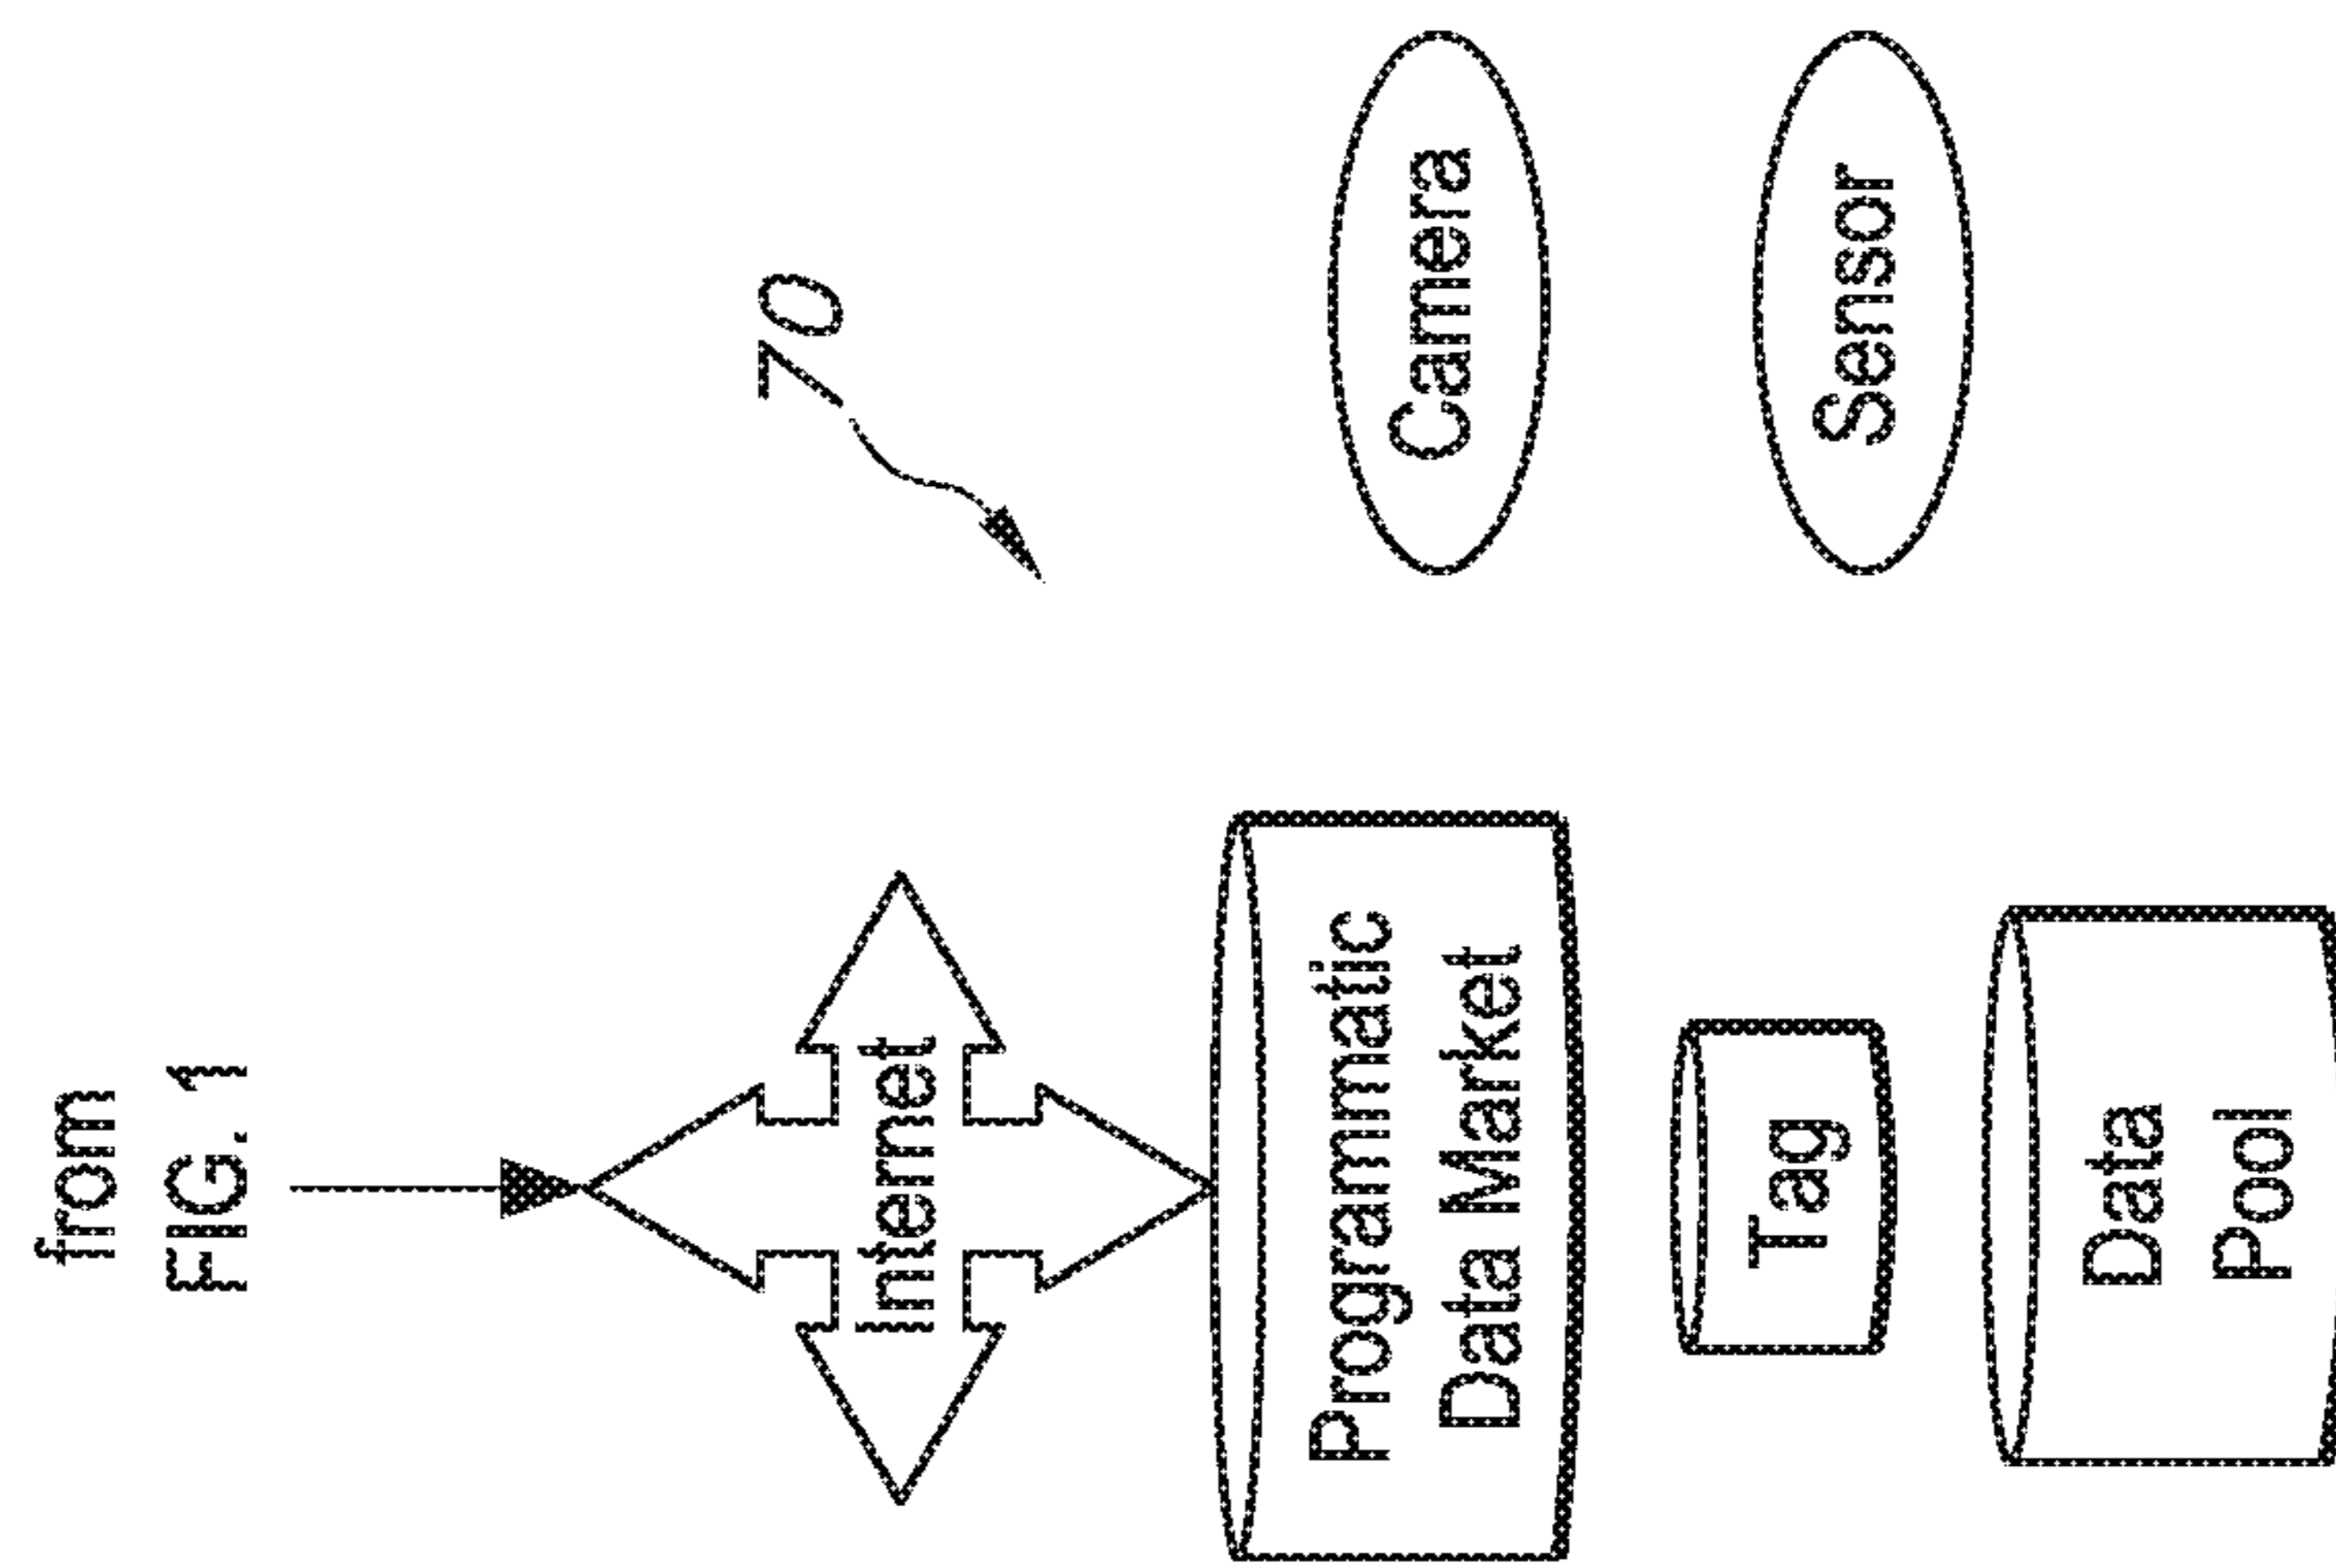 from
FIG. 1
70
Internet
Programmatic
Data Market
Camera
Tag
Sensor
Data
Pool